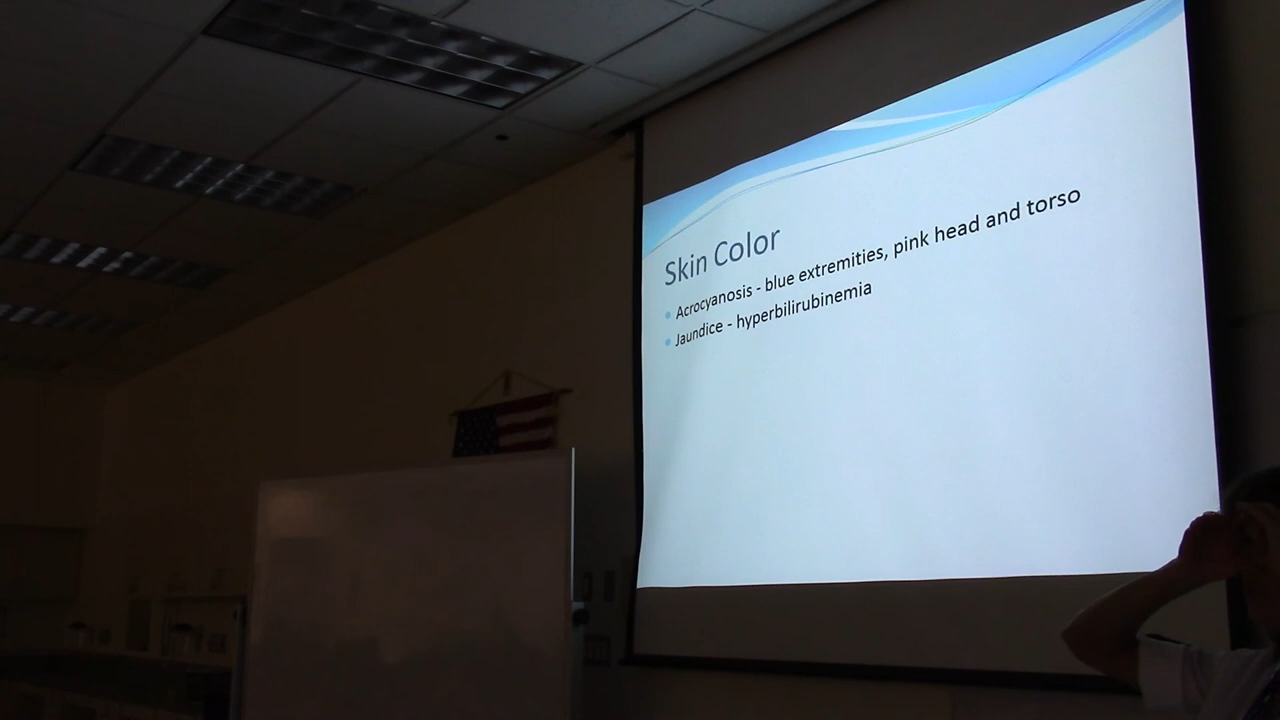 Skin Color
Acrocyanosis - blue extremities, pink head and torso
Jaundice - hyperbilirubinemia